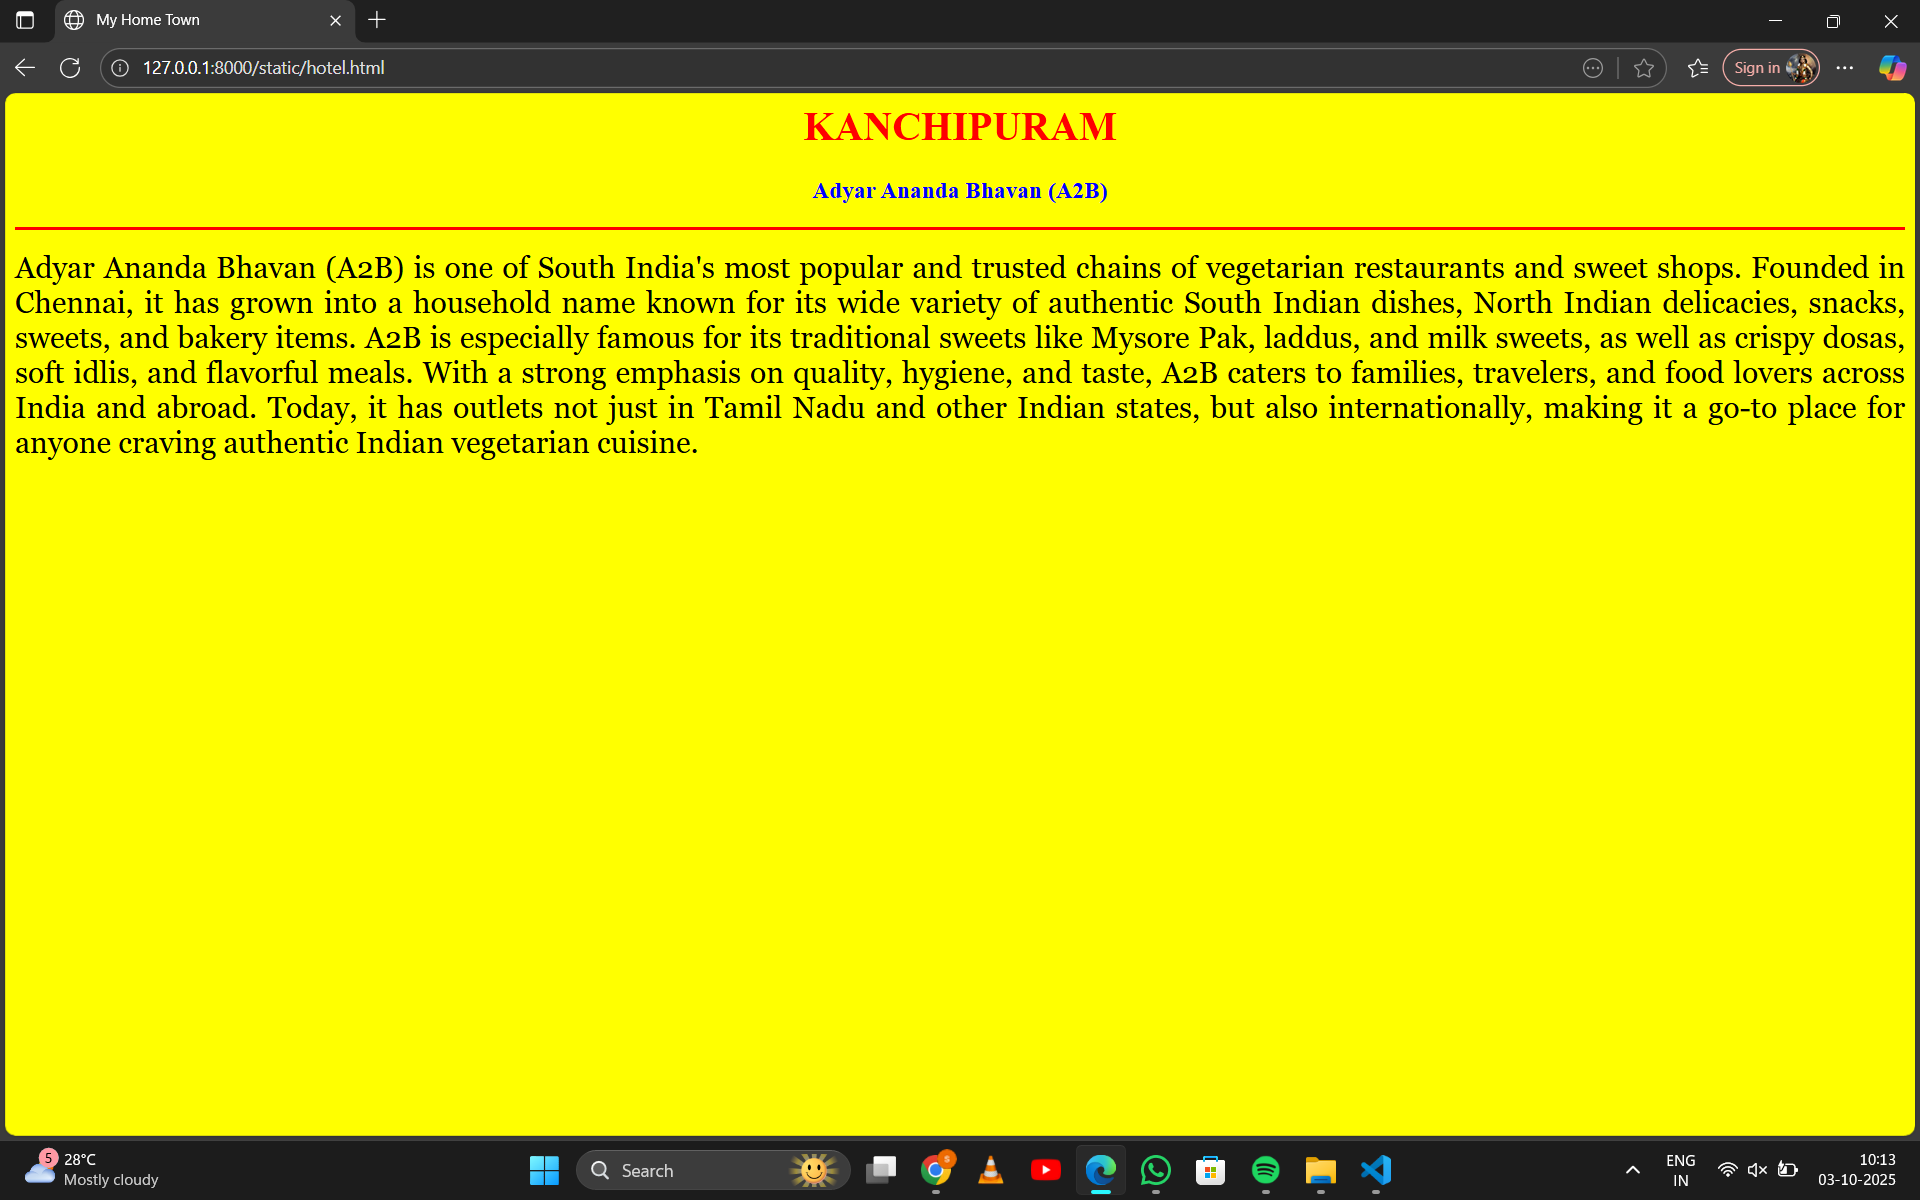 My Home Town
127.0.0.1:8000/static/hotel.html
Sign in
KANCHIPURAM
Adyar Ananda Bhavan (A2B)
Adyar Ananda Bhavan (A2B) is one of South India's most popular and trusted chains of vegetarian restaurants and sweet shops. Founded in
Chennai, it has grown into a household name known for its wide variety of authentic South Indian dishes, North Indian delicacies, snacks,
sweets, and bakery items. A2B is especially famous for its traditional sweets like Mysore Pak, laddus, and milk sweets, as well as crispy dosas,
soft idlis, and flavorful meals. With a strong emphasis on quality, hygiene, and taste, A2B caters to families, travelers, and food lovers across
India and abroad. Today, it has outlets not just in Tamil Nadu and other Indian states, but also internationally, making it a go-to place for
anyone craving authentic Indian vegetarian cuisine.
5
28°C
Mostly cloudy
Search
S
ENG
IN
10:13
03-10-2025